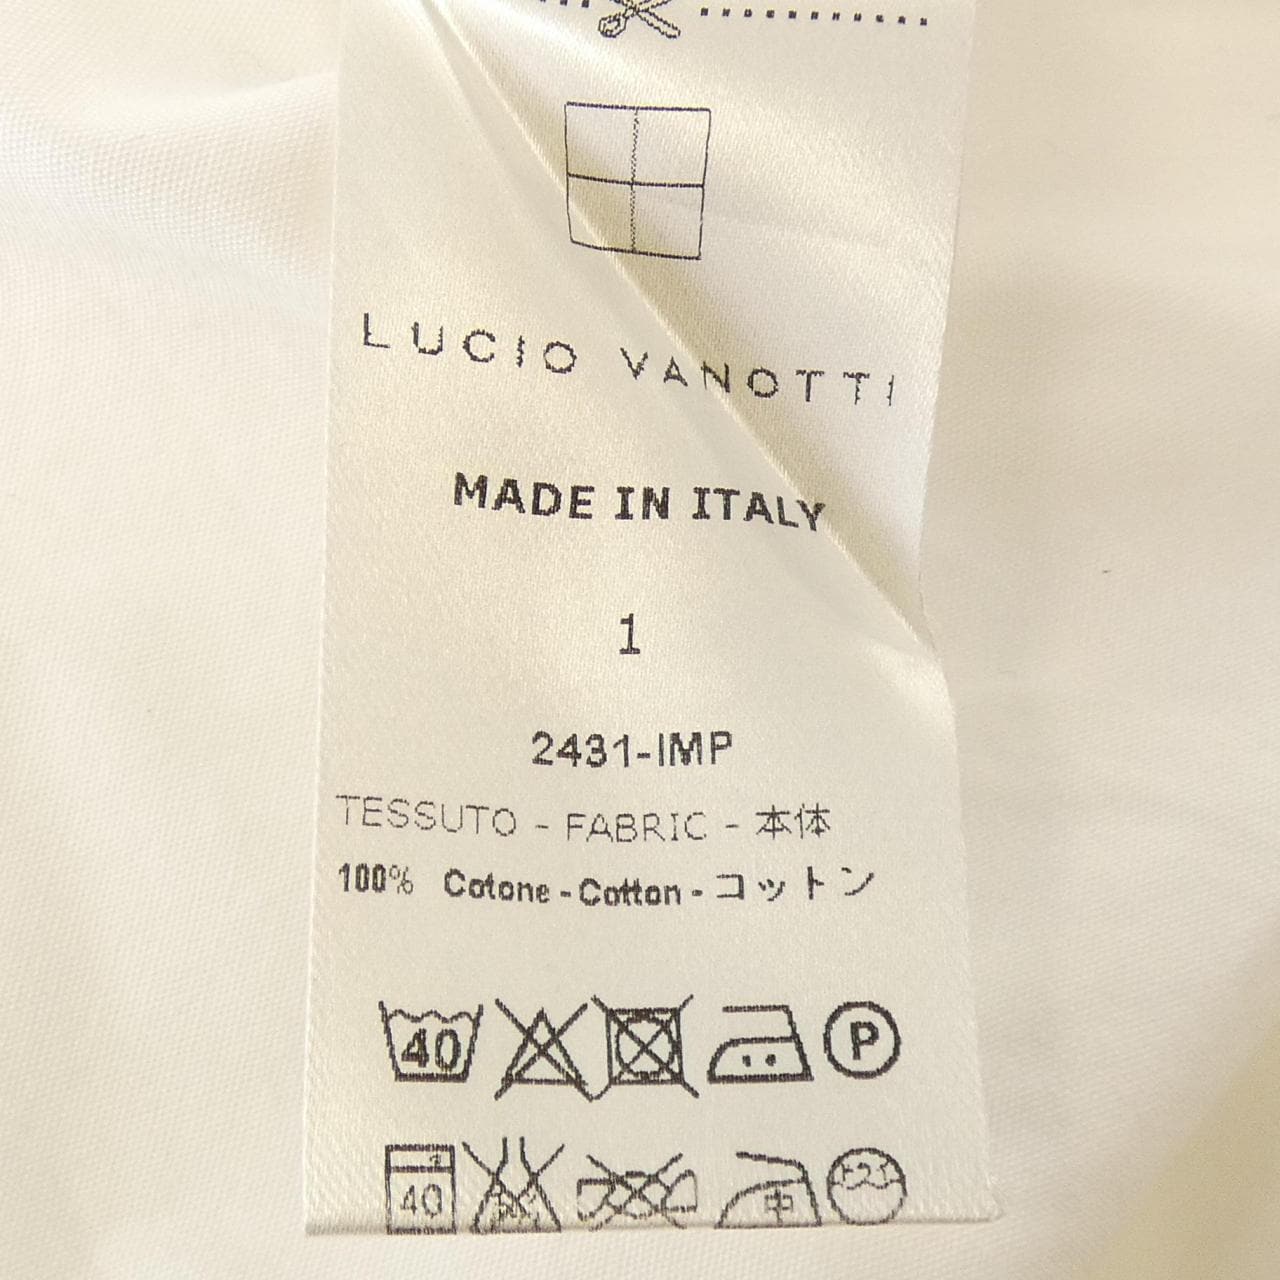 LUCIO VANOTTI
MADE IN ITALY
1
2431-IMP
TESSUTO - FABRIC - 本体
100% Cotone - Cotton - コットン
40 P
40 中